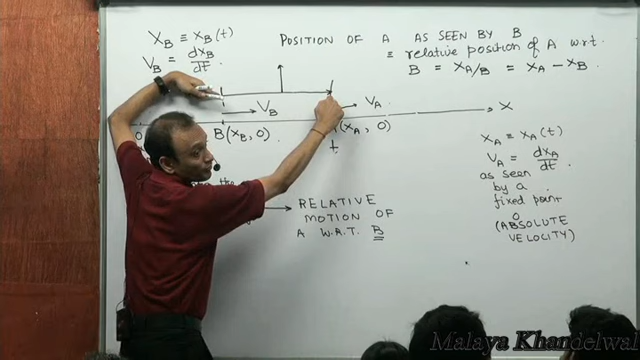 x_B ≡ x_B(t)
V_B = dx_B/dt
POSITION OF A AS SEEN BY B
≡ relative position of A w.r.t.
B ≡ x_A/B = x_A - x_B
V_B
V_A
x
O
B(x_B, 0)
(x_A, 0)
t
x_A ≡ x_A(t)
V_A = dx_A/dt
as seen
by a
fixed point
O
(ABSOLUTE
VELOCITY)
RELATIVE
MOTION OF
A W.R.T. B
Malaya Khandelwal